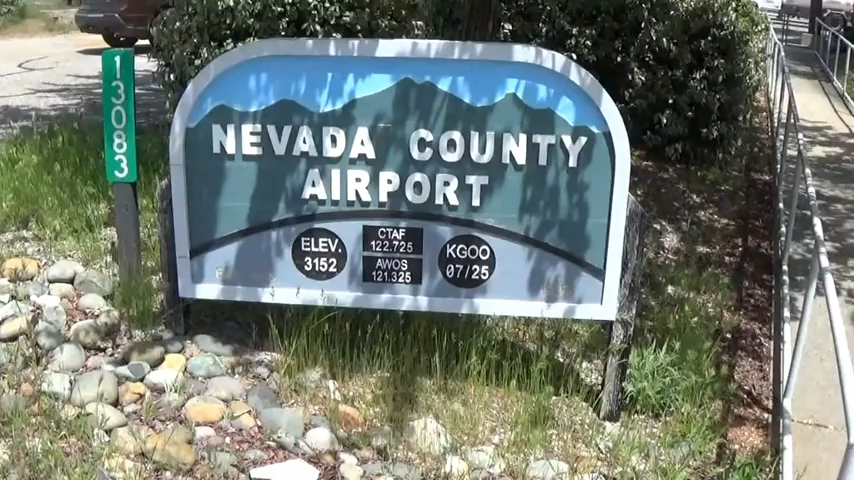 13083
NEVADA COUNTY
AIRPORT
ELEV.
3152
CTAF
122.725
AWOS
121.325
KGOO
07/25